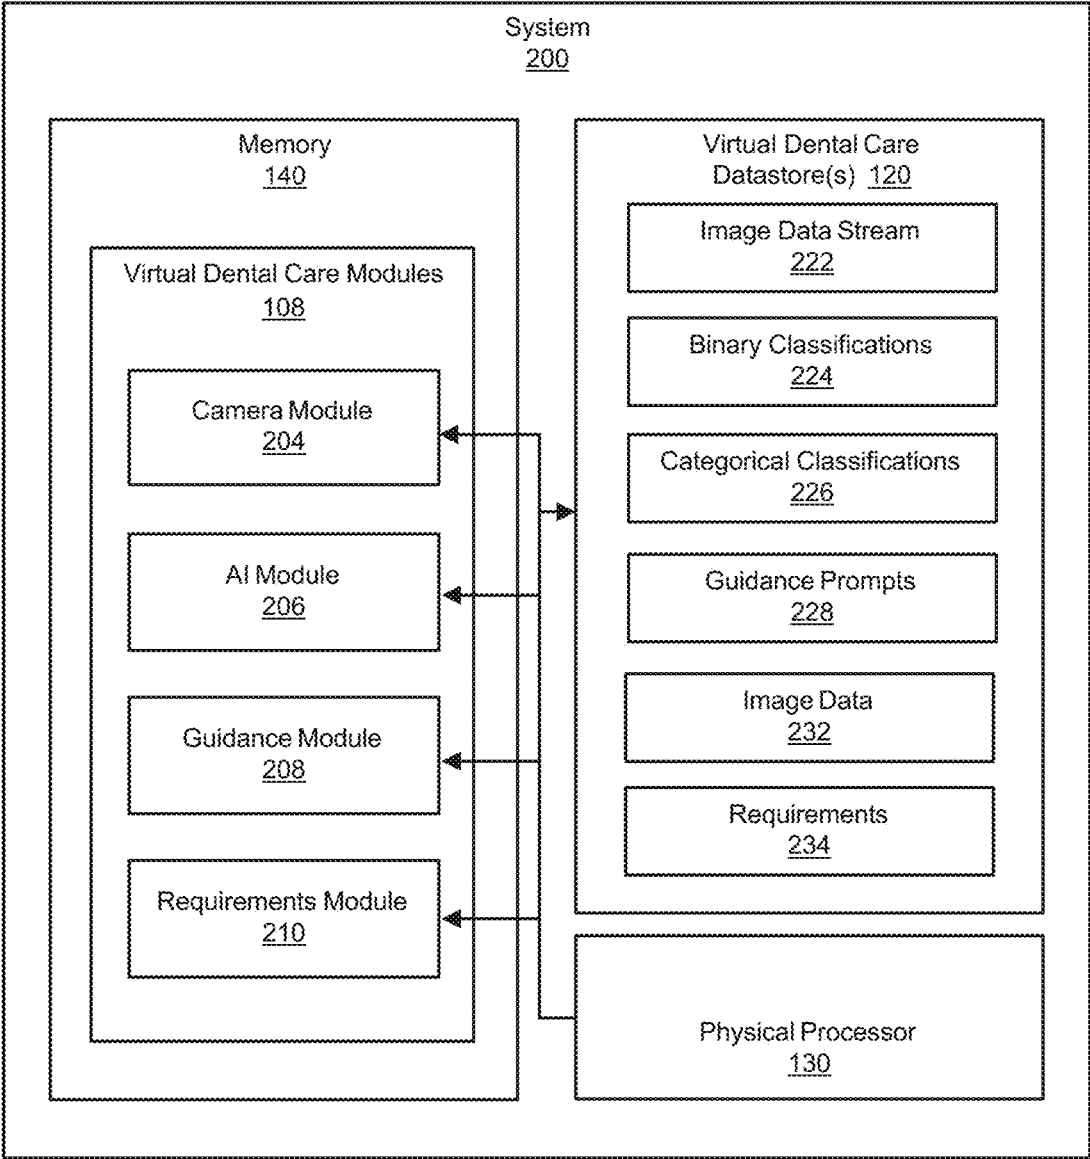 System
200
Memory
140
Virtual Dental Care Modules
108
Camera Module
204
AI Module
206
Guidance Module
208
Requirements Module
210
Virtual Dental Care
Datastore(s) 120
Image Data Stream
222
Binary Classifications
224
Categorical Classifications
226
Guidance Prompts
228
Image Data
232
Requirements
234
Physical Processor
130